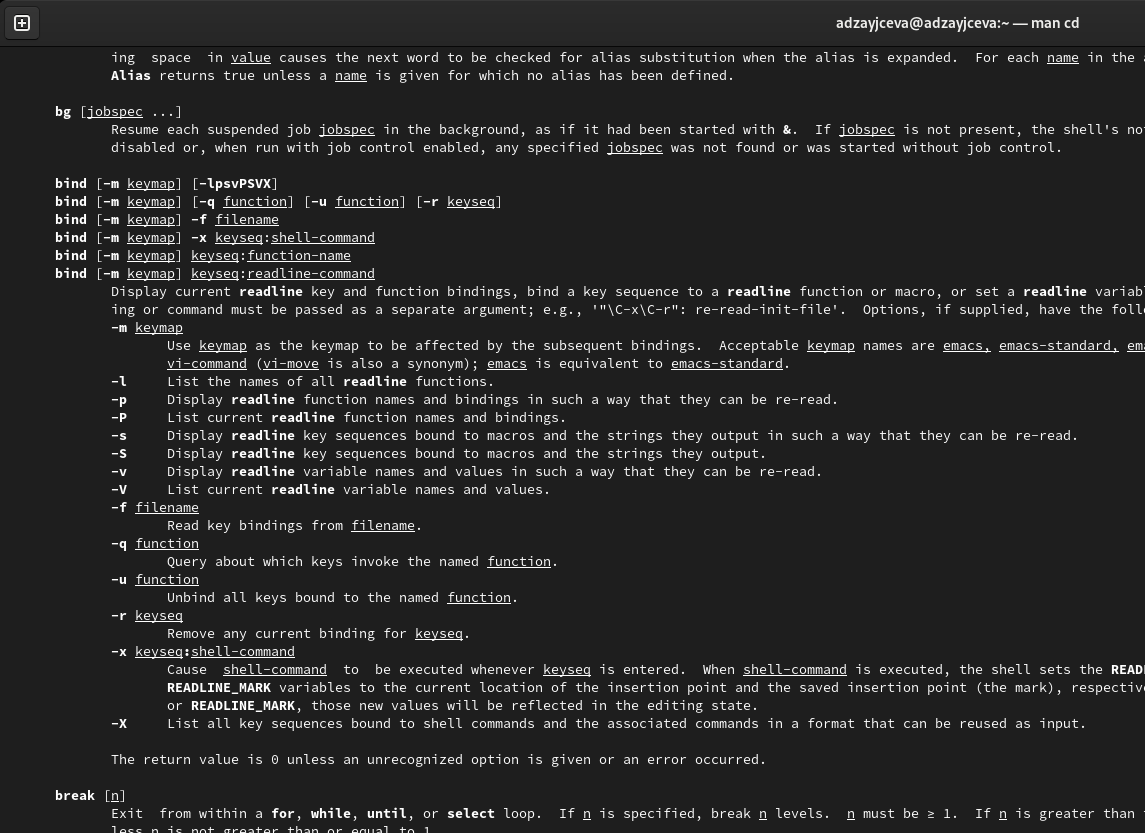 adzayjceva@adzayjceva:~ — man cd
ing space in value causes the next word to be checked for alias substitution when the alias is expanded. For each name in the
Alias returns true unless a name is given for which no alias has been defined.
bg [jobspec ...]
Resume each suspended job jobspec in the background, as if it had been started with &. If jobspec is not present, the shell's
disabled or, when run with job control enabled, any specified jobspec was not found or was started without job control.
bind [-m keymap] [-lpsvPSVX]
bind [-m keymap] [-q function] [-u function] [-r keyseq]
bind [-m keymap] -f filename
bind [-m keymap] -x keyseq:shell-command
bind [-m keymap] keyseq:function-name
bind [-m keymap] keyseq:readline-command
Display current readline key and function bindings, bind a key sequence to a readline function or macro, or set a readline
ing or command must be passed as a separate argument; e.g., '"\C-x\C-r": re-read-init-file'. Options, if supplied, have the
-m keymap
Use keymap as the keymap to be affected by the subsequent bindings. Acceptable keymap names are emacs, emacs-standard,
vi-command (vi-move is also a synonym); emacs is equivalent to emacs-standard.
-l List the names of all readline functions.
-p Display readline function names and bindings in such a way that they can be re-read.
-P List current readline function names and bindings.
-s Display readline key sequences bound to macros and the strings they output in such a way that they can be re-read.
-S Display readline key sequences bound to macros and the strings they output.
-v Display readline variable names and values in such a way that they can be re-read.
-V List current readline variable names and values.
-f filename
Read key bindings from filename.
-q function
Query about which keys invoke the named function.
-u function
Unbind all keys bound to the named function.
-r keyseq
Remove any current binding for keyseq.
-x keyseq:shell-command
Cause shell-command to be executed whenever keyseq is entered. When shell-command is executed, the shell sets the
READLINE_MARK variables to the current location of the insertion point and the saved insertion point (the mark),
or READLINE_MARK, those new values will be reflected in the editing state.
-X List all key sequences bound to shell commands and the associated commands in a format that can be reused as input.
The return value is 0 unless an unrecognized option is given or an error occurred.
break [n]
Exit from within a for, while, until, or select loop. If n is specified, break n levels. n must be ≥ 1. If n is greater than
less n is not greater than or equal to 1.